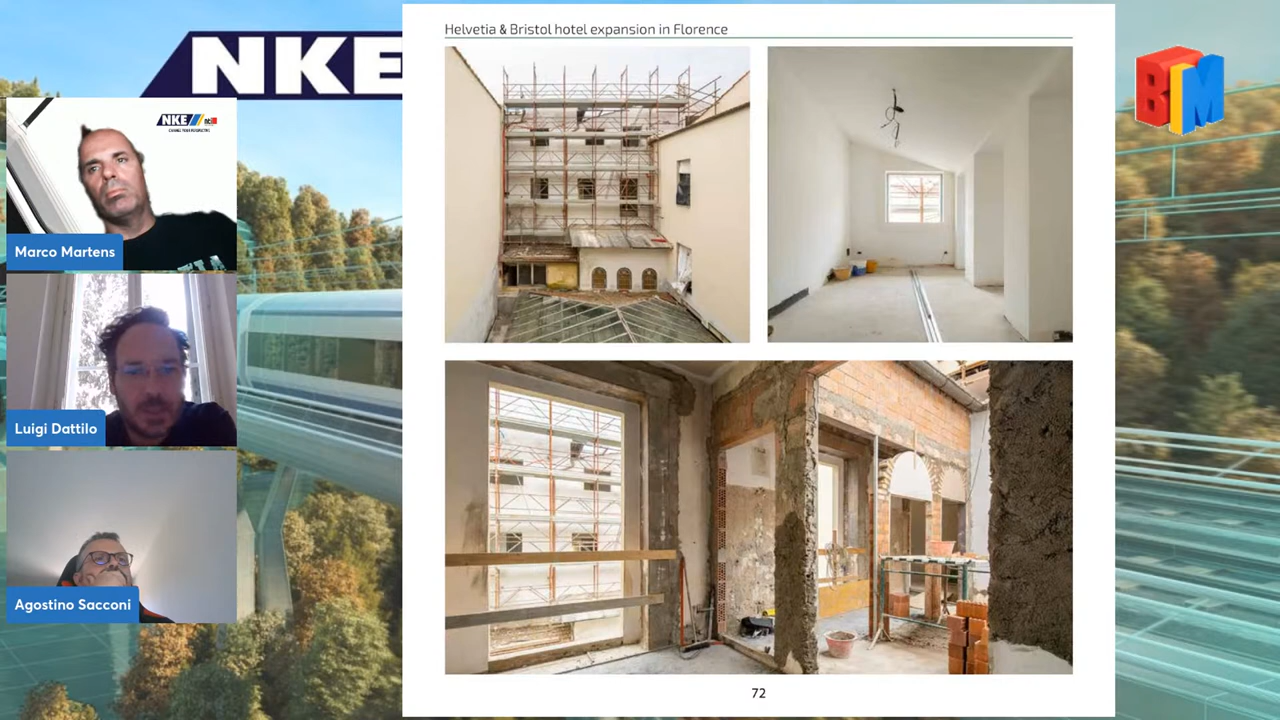 Helvetia & Bristol hotel expansion in Florence
NKE
BIM
NKE
Marco Martens
Luigi Dattilo
Agostino Sacconi
72